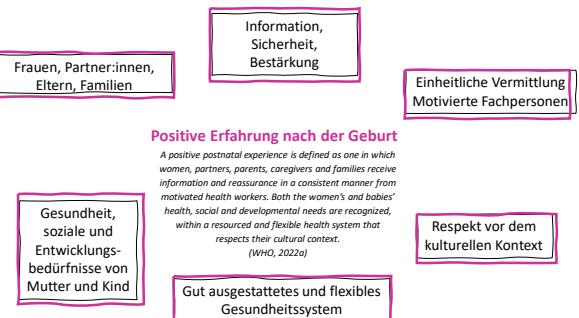 Information,
Sicherheit,
Bestärkung
Frauen, Partner:innen,
Eltern, Familien
Einheitliche Vermittlung
Motivierte Fachpersonen
Positive Erfahrung nach der Geburt
A positive postnatal experience is defined as one in which
women, partners, parents, caregivers and families receive
information and reassurance in a consistent manner from
motivated health workers. Both the women's and babies'
health, social and developmental needs are recognized,
within a resourced and flexible health system that
respects their cultural context.
(WHO, 2022a)
Gesundheit,
soziale und
Entwicklungs-
bedürfnisse von
Mutter und Kind
Respekt vor dem
kulturellen Kontext
Gut ausgestattetes und flexibles
Gesundheitssystem